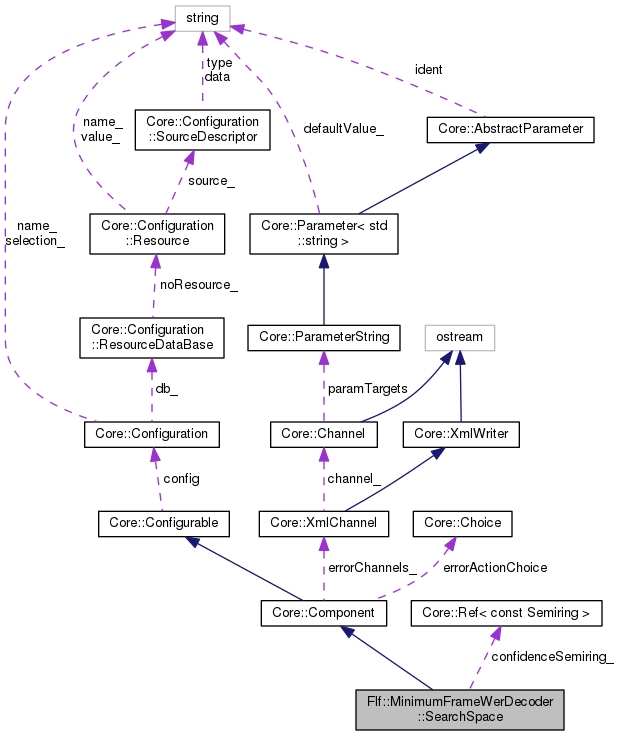 string
type
data
ident
name_
value_
Core::Configuration
::SourceDescriptor
defaultValue_
Core::AbstractParameter
source_
name_
selection_
Core::Configuration
::Resource
Core::Parameter< std
::string >
noResource_
Core::Configuration
::ResourceDataBase
Core::ParameterString
ostream
db_
paramTargets
Core::Configuration
Core::Channel
Core::XmlWriter
config
channel_
Core::Configurable
Core::XmlChannel
Core::Choice
errorChannels_
errorActionChoice
Core::Component
Core::Ref< const Semiring >
confidenceSemiring_
Flf::MinimumFrameWerDecoder
::SearchSpace